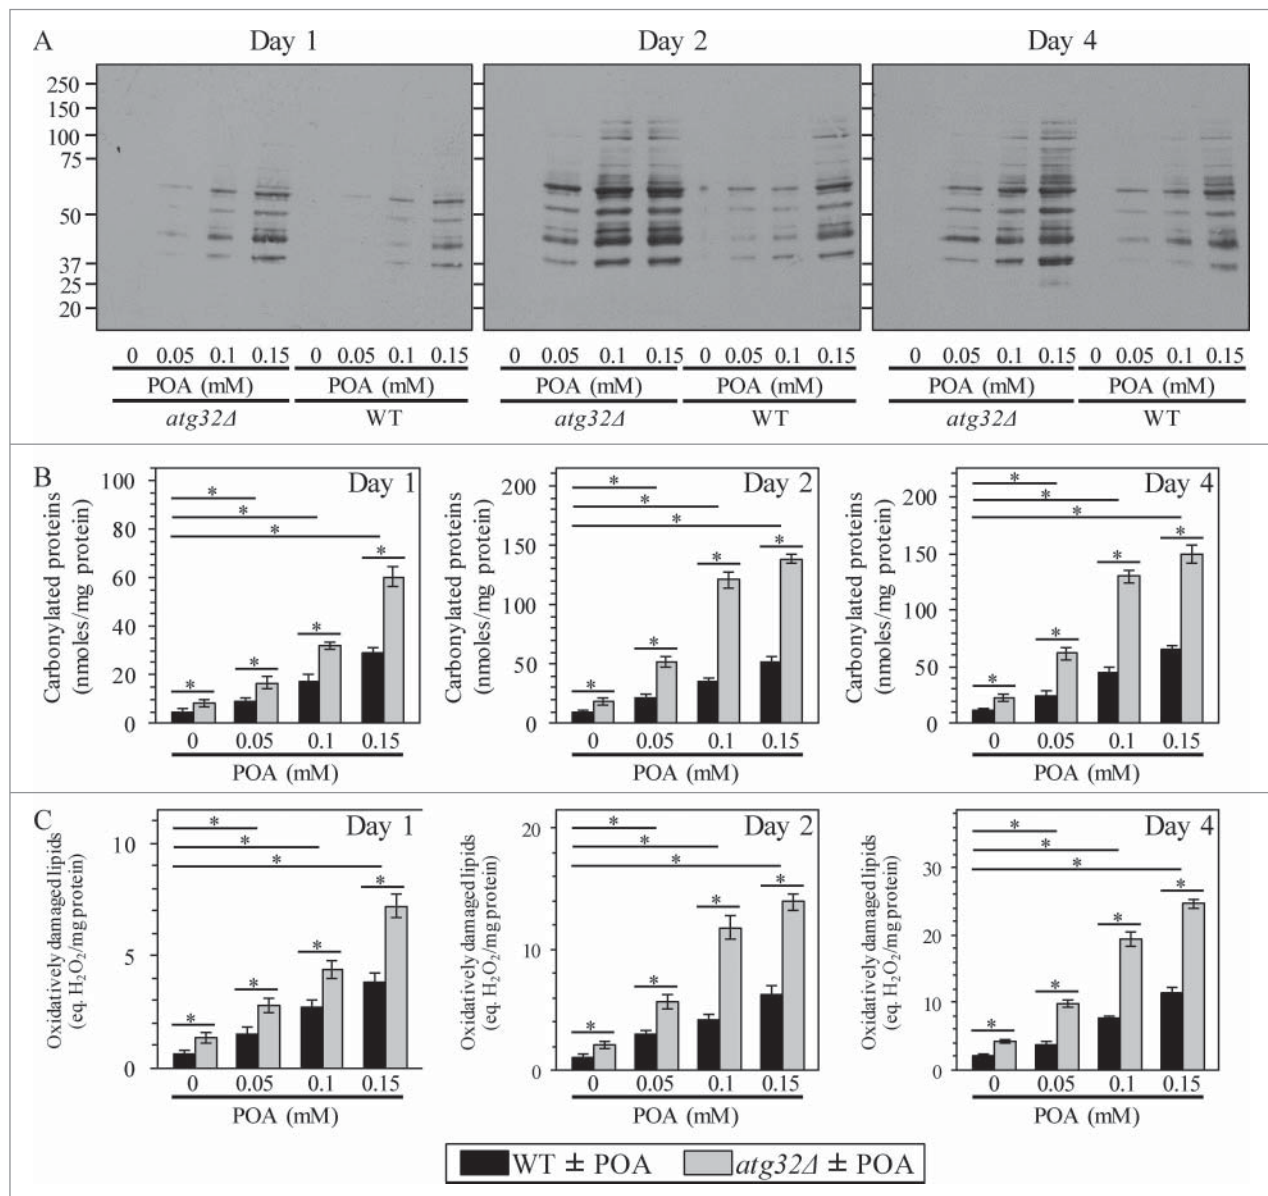 A Day 1 Day 2 Day 4
250
150
100
75
50
37
25
20
0 0.05 0.1 0.15 0 0.05 0.1 0.15 0 0.05 0.1 0.15 0 0.05 0.1 0.15 0 0.05 0.1 0.15 0 0.05 0.1 0.15
POA (mM) POA (mM) POA (mM) POA (mM) POA (mM) POA (mM)
atg32Δ WT atg32Δ WT atg32Δ WT
B
Carbonylated proteins
(nmoles/mg protein)
Day 1
100
80
60
40
20
0
* * * * * * *
0 0.05 0.1 0.15
POA (mM)
Carbonylated proteins
(nmoles/mg protein)
Day 2
200
150
100
50
0
* * * * * * *
0 0.05 0.1 0.15
POA (mM)
Carbonylated proteins
(nmoles/mg protein)
Day 4
200
150
100
50
0
* * * * * * *
0 0.05 0.1 0.15
POA (mM)
C
Oxidatively damaged lipids
(eq. H₂O₂/mg protein)
Day 1
10
5
0
* * * * * * *
0 0.05 0.1 0.15
POA (mM)
Oxidatively damaged lipids
(eq. H₂O₂/mg protein)
Day 2
20
10
0
* * * * * * *
0 0.05 0.1 0.15
POA (mM)
Oxidatively damaged lipids
(eq. H₂O₂/mg protein)
Day 4
30
20
10
0
* * * * * * *
0 0.05 0.1 0.15
POA (mM)
WT ± POA atg32Δ ± POA